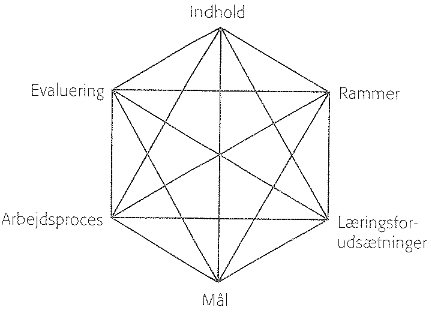 indhold
Evaluering
Rammer
Arbejdsproces
Læringsfor-
udsætninger
Mål